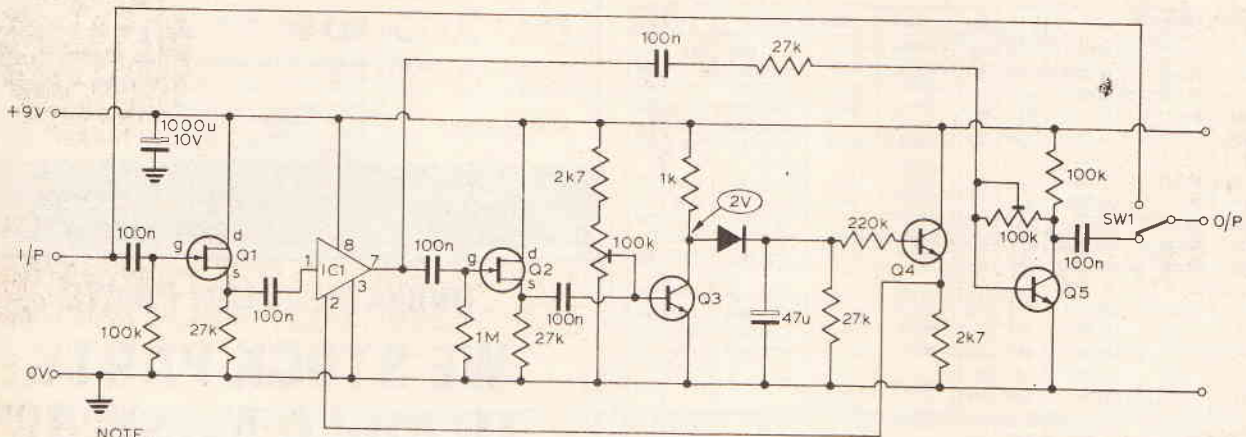 100n
27k
+9V
1000u
10V
2k7
1k
2V
100k
SW1
O/P
100n
I/P
g
d
Q1
s
8
1
IC1
7
2
3
100n
g
d
Q2
s
100k
220k
Q4
100k
100n
Q5
100k
27k
100n
1M
27k
100n
Q3
47u
27k
2k7
0V
NOTE